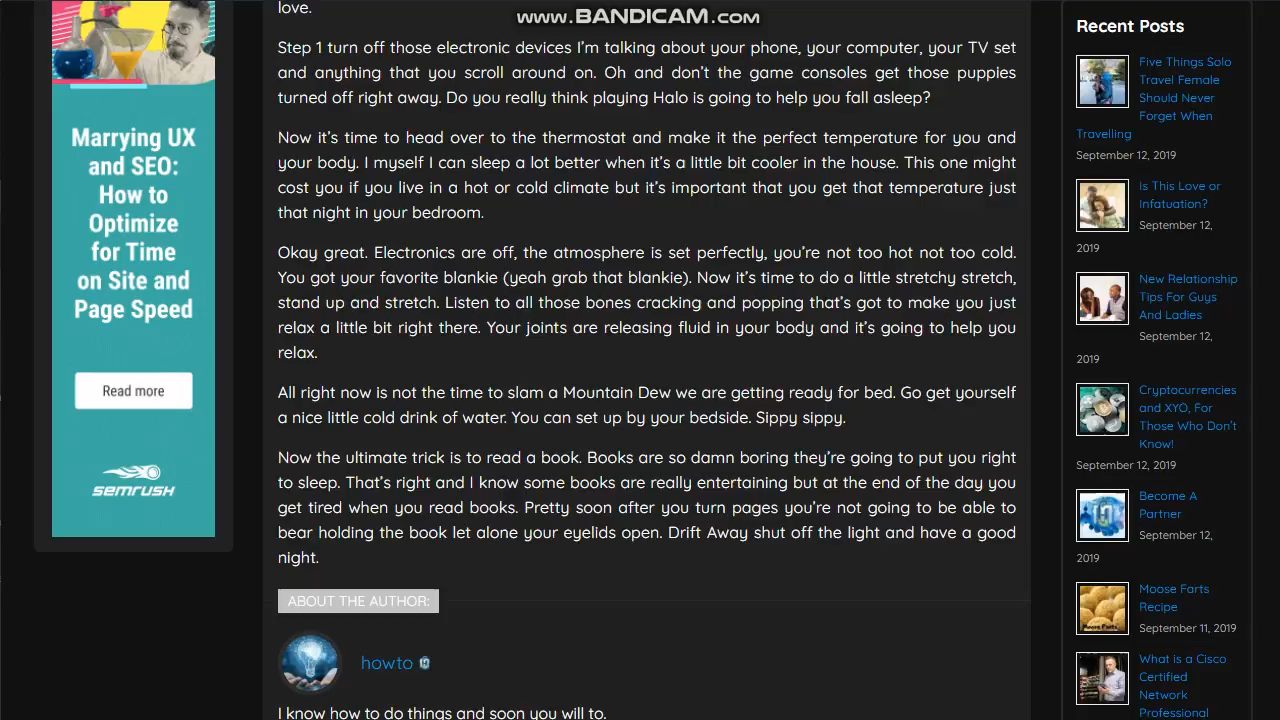 www.BANDICAM.com
Marrying UX
and SEO:
How to
Optimize
for Time
on Site and
Page Speed
Read more
semrush
love.
Step 1 turn off those electronic devices I'm talking about your phone, your computer, your TV set
and anything that you scroll around on. Oh and don't the game consoles get those puppies
turned off right away. Do you really think playing Halo is going to help you fall asleep?
Now it's time to head over to the thermostat and make it the perfect temperature for you and
your body. I myself I can sleep a lot better when it's a little bit cooler in the house. This one might
cost you if you live in a hot or cold climate but it's important that you get that temperature just
that night in your bedroom.
Okay great. Electronics are off, the atmosphere is set perfectly, you're not too hot not too cold.
You got your favorite blankie (yeah grab that blankie). Now it's time to do a little stretchy stretch,
stand up and stretch. Listen to all those bones cracking and popping that's got to make you just
relax a little bit right there. Your joints are releasing fluid in your body and it's going to help you
relax.
All right now is not the time to slam a Mountain Dew we are getting ready for bed. Go get yourself
a nice little cold drink of water. You can set up by your bedside. Sippy sippy.
Now the ultimate trick is to read a book. Books are so damn boring they're going to put you right
to sleep. That's right and I know some books are really entertaining but at the end of the day you
get tired when you read books. Pretty soon after you turn pages you're not going to be able to
bear holding the book let alone your eyelids open. Drift Away shut off the light and have a good
night.
ABOUT THE AUTHOR:
howto
I know how to do things and soon you will to.
Recent Posts
Five Things Solo
Travel Female
Should Never
Forget When
Travelling
September 12, 2019
Is This Love or
Infatuation?
September 12,
2019
New Relationship
Tips For Guys
And Ladies
September 12,
2019
Cryptocurrencies
and XYO, For
Those Who Don't
Know!
September 12, 2019
Become A
Partner
September 12,
2019
Moose Farts
Recipe
September 11, 2019
What is a Cisco
Certified
Network
Professional